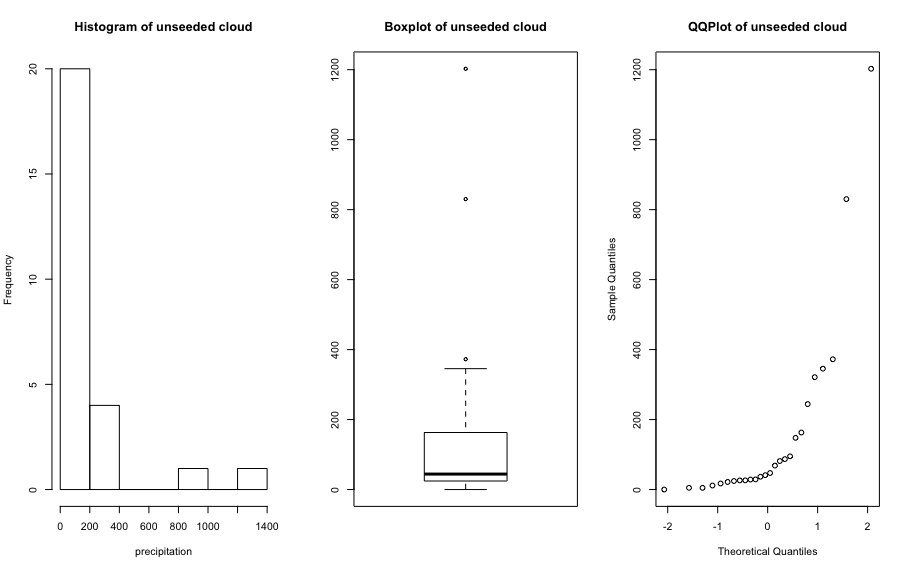 Histogram of unseeded cloud
Frequency
20
15
10
5
0
0 200 400 600 800 1000 1400
precipitation
Boxplot of unseeded cloud
1200
1000
800
600
400
200
0
QQPlot of unseeded cloud
Sample Quantiles
1200
1000
800
600
400
200
0
-2 -1 0 1 2
Theoretical Quantiles